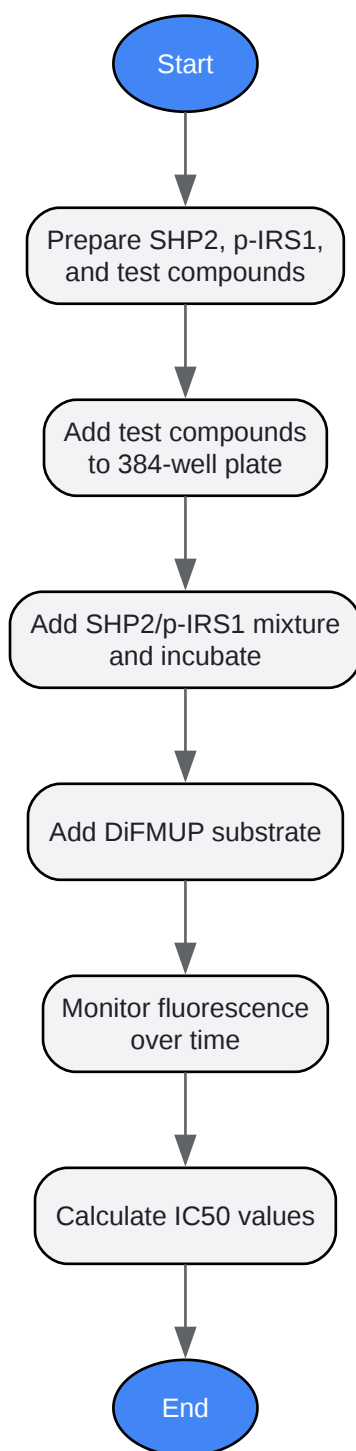 Start
Prepare SHP2, p-IRS1,
and test compounds
Add test compounds
to 384-well plate
Add SHP2/p-IRS1 mixture
and incubate
Add DiFMUP substrate
Monitor fluorescence
over time
Calculate IC50 values
End